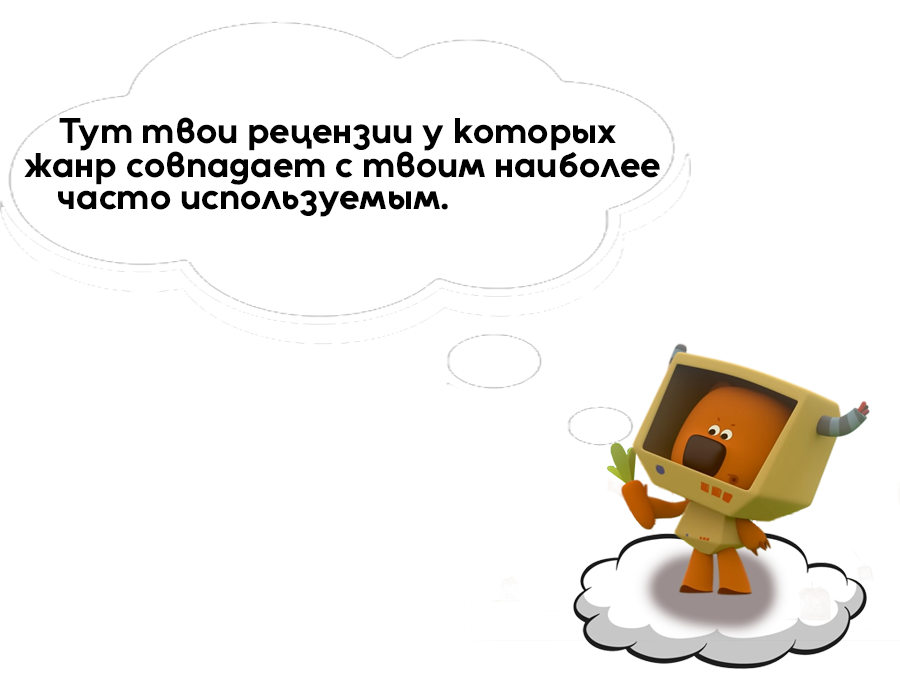 Тут твои рецензии у которых
жанр совпадает с твоим наиболее
часто используемым.